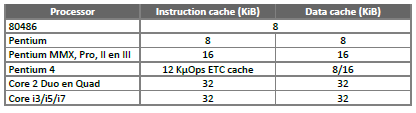 Processor Instruction cache (KiB) Data cache (KiB)
80486 8
Pentium 8 8
Pentium MMX, Pro, II en III 16 16
Pentium 4 12 KµOps ETC cache 8/16
Core 2 Duo en Quad 32 32
Core i3/i5/i7 32 32